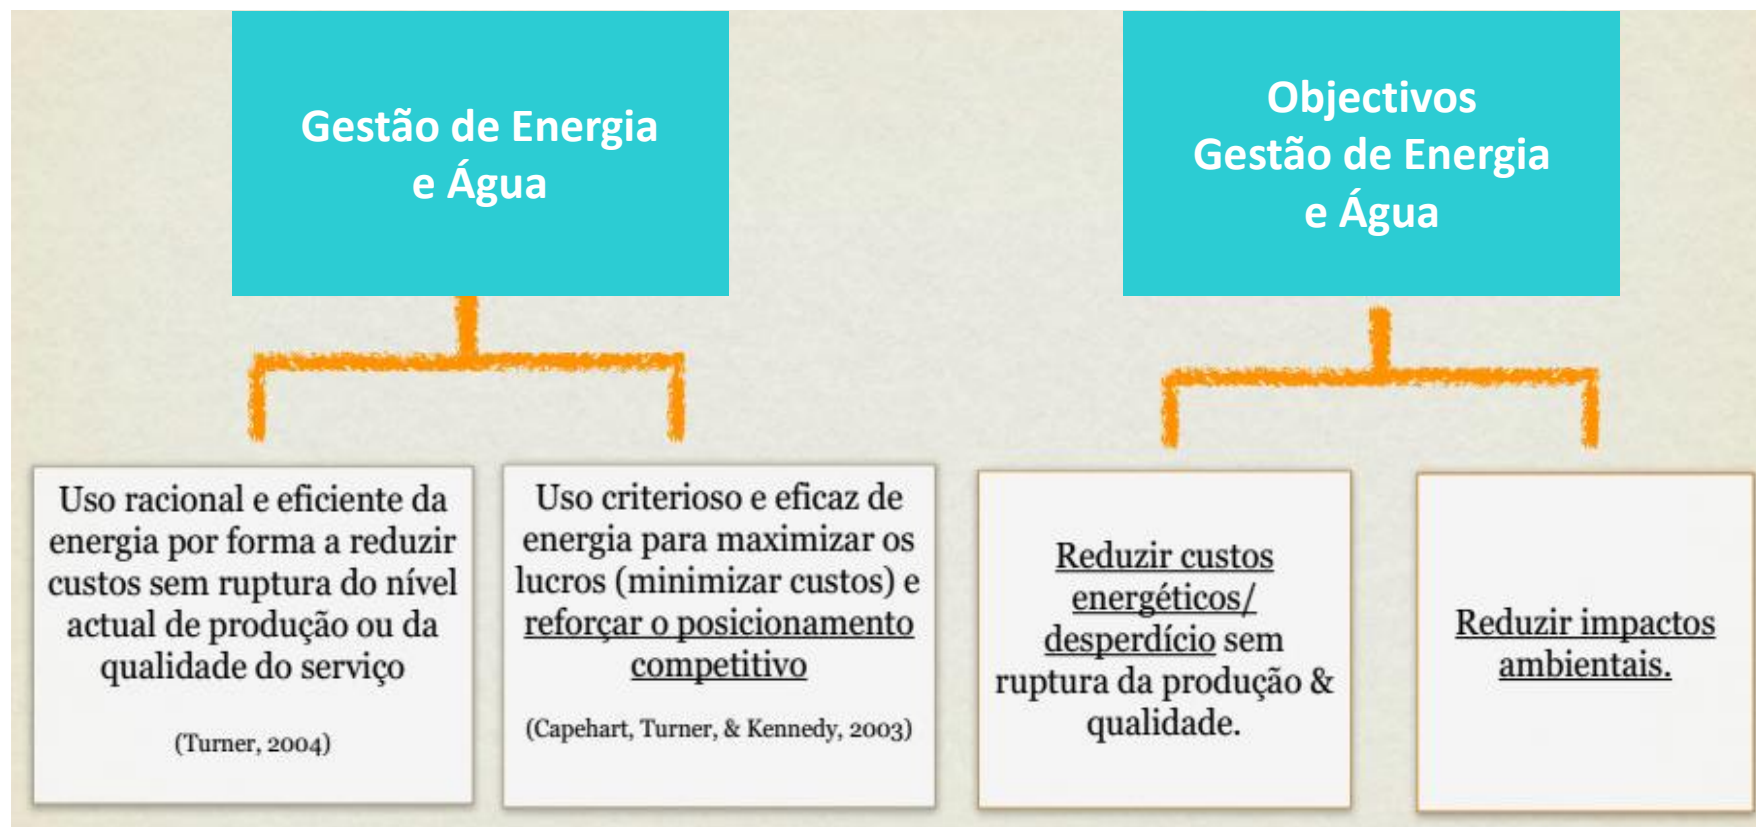 Gestão de Energia
e Água
Objectivos
Gestão de Energia
e Água
Uso racional e eficiente da
energia por forma a reduzir
custos sem ruptura do nível
actual de produção ou da
qualidade do serviço
(Turner, 2004)
Uso criterioso e eficaz de
energia para maximizar os
lucros (minimizar custos) e
reforçar o posicionamento
competitivo
(Capehart, Turner, & Kennedy, 2003)
Reduzir custos
energéticos/
desperdício sem
ruptura da produção &
qualidade.
Reduzir impactos
ambientais.